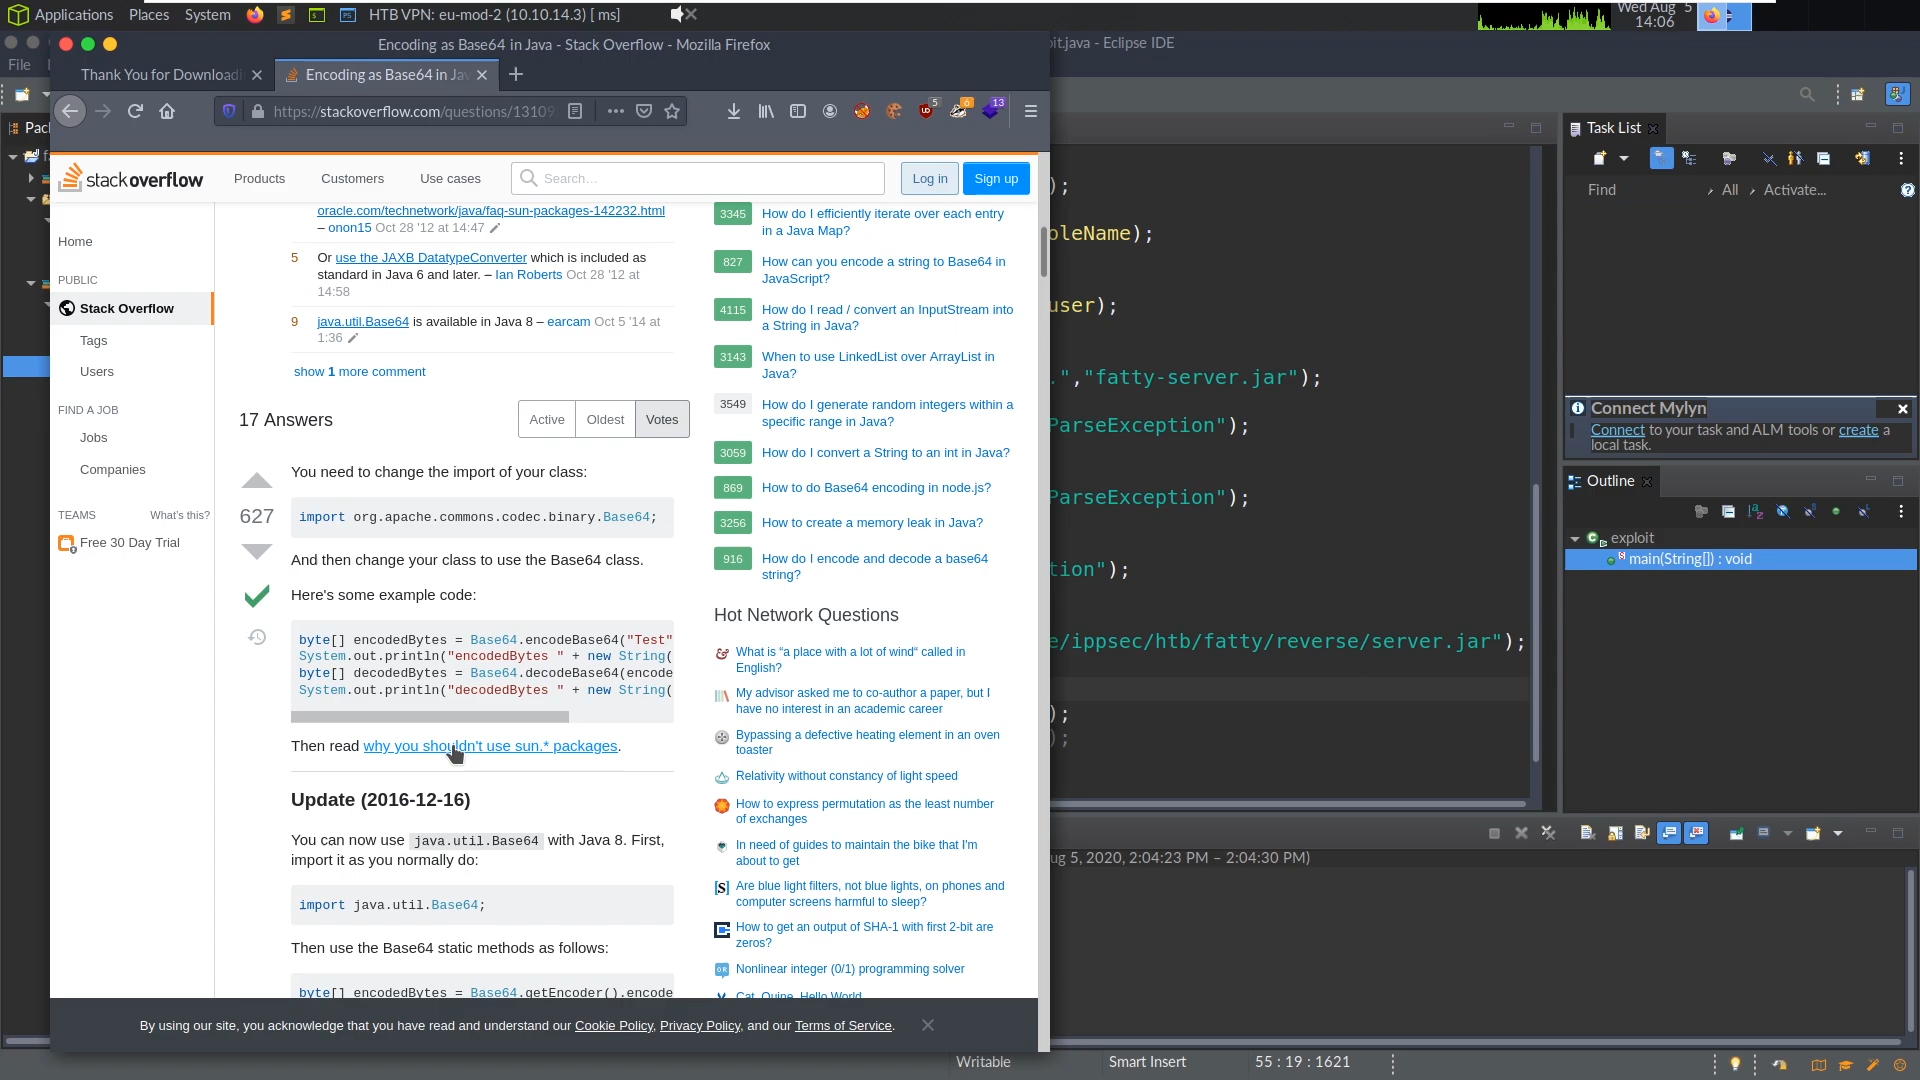 Applications Places System HTB VPN: eu-mod-2 (10.10.14.3) [ ms]
Wed Aug 5
14:06
Encoding as Base64 in Java - Stack Overflow - Mozilla Firefox
it.java - Eclipse IDE
File
Thank You for Downloadi
Encoding as Base64 in Jav
https://stackoverflow.com/questions/13109
5
6
13
Pac
stackoverflow
Products
Customers
Use cases
Search...
Log in
Sign up
Home
PUBLIC
Stack Overflow
Tags
Users
FIND A JOB
Jobs
Companies
TEAMS What's this?
Free 30 Day Trial
oracle.com/technetwork/java/faq-sun-packages-142232.html
– onon15 Oct 28 '12 at 14:47
5 Or use the JAXB DatatypeConverter which is included as
standard in Java 6 and later. – Ian Roberts Oct 28 '12 at
14:58
9 java.util.Base64 is available in Java 8 – earcam Oct 5 '14 at
1:36
show 1 more comment
17 Answers
Active Oldest Votes
627
You need to change the import of your class:
import org.apache.commons.codec.binary.Base64;
And then change your class to use the Base64 class.
Here's some example code:
byte[] encodedBytes = Base64.encodeBase64("Test"
System.out.println("encodedBytes " + new String(
byte[] decodedBytes = Base64.decodeBase64(encode
System.out.println("decodedBytes " + new String(
Then read why you shouldn't use sun.* packages.
Update (2016-12-16)
You can now use java.util.Base64 with Java 8. First,
import it as you normally do:
import java.util.Base64;
Then use the Base64 static methods as follows:
byte[] encodedBytes = Base64.getEncoder().encode
3345 How do I efficiently iterate over each entry
in a Java Map?
827 How can you encode a string to Base64 in
JavaScript?
4115 How do I read / convert an InputStream into
a String in Java?
3143 When to use LinkedList over ArrayList in
Java?
3549 How do I generate random integers within a
specific range in Java?
3059 How do I convert a String to an int in Java?
869 How to do Base64 encoding in node.js?
3256 How to create a memory leak in Java?
916 How do I encode and decode a base64
string?
Hot Network Questions
What is "a place with a lot of wind" called in
English?
My advisor asked me to co-author a paper, but I
have no interest in an academic career
Bypassing a defective heating element in an oven
toaster
Relativity without constancy of light speed
How to express permutation as the least number
of exchanges
In need of guides to maintain the bike that I'm
about to get
Are blue light filters, not blue lights, on phones and
computer screens harmful to sleep?
How to get an output of SHA-1 with first 2-bit are
zeros?
Nonlinear integer (0/1) programming solver
Cat, Quine, Hello World
By using our site, you acknowledge that you have read and understand our Cookie Policy, Privacy Policy, and our Terms of Service.
);
oleName);
user);
.","fatty-server.jar");
ParseException");
ParseException");
tion");
e/ippsec/htb/fatty/reverse/server.jar");
);
);
Task List
Find All Activate...
Connect Mylyn
Connect to your task and ALM tools or create a
local task.
Outline
exploit
main(String[]) : void
ug 5, 2020, 2:04:23 PM – 2:04:30 PM)
Writable
Smart Insert
55 : 19 : 1621